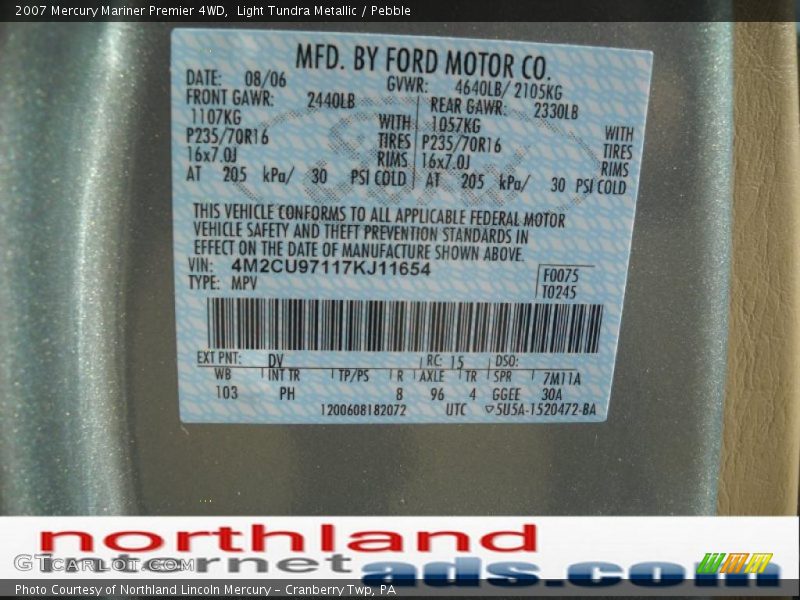 2007 Mercury Mariner Premier 4WD, Light Tundra Metallic / Pebble
MFD. BY FORD MOTOR CO.
DATE: 08/06 GVWR: 4640LB/ 2105KG
FRONT GAWR: 2440LB REAR GAWR: 2330LB
1107KG WITH 1057KG WITH
P235/70R16 TIRES P235/70R16 TIRES
16x7.0J RIMS 16x7.0J RIMS
AT 205 kPa/ 30 PSI COLD AT 205 kPa/ 30 PSI COLD
THIS VEHICLE CONFORMS TO ALL APPLICABLE FEDERAL MOTOR
VEHICLE SAFETY AND THEFT PREVENTION STANDARDS IN
EFFECT ON THE DATE OF MANUFACTURE SHOWN ABOVE.
VIN: 4M2CU97117KJ11654
TYPE: MPV
F0075
T0245
EXT PNT: DV RC: 15 DSO:
WB INT TR TP/PS R AXLE TR SPR 7M11A
103 PH 8 96 4 GGEE 30A
1200608182072 UTC ▽5U5A-1520472-BA
northland
internet
ads.com
GTCARLOT.COM
Photo Courtesy of Northland Lincoln Mercury – Cranberry Twp, PA